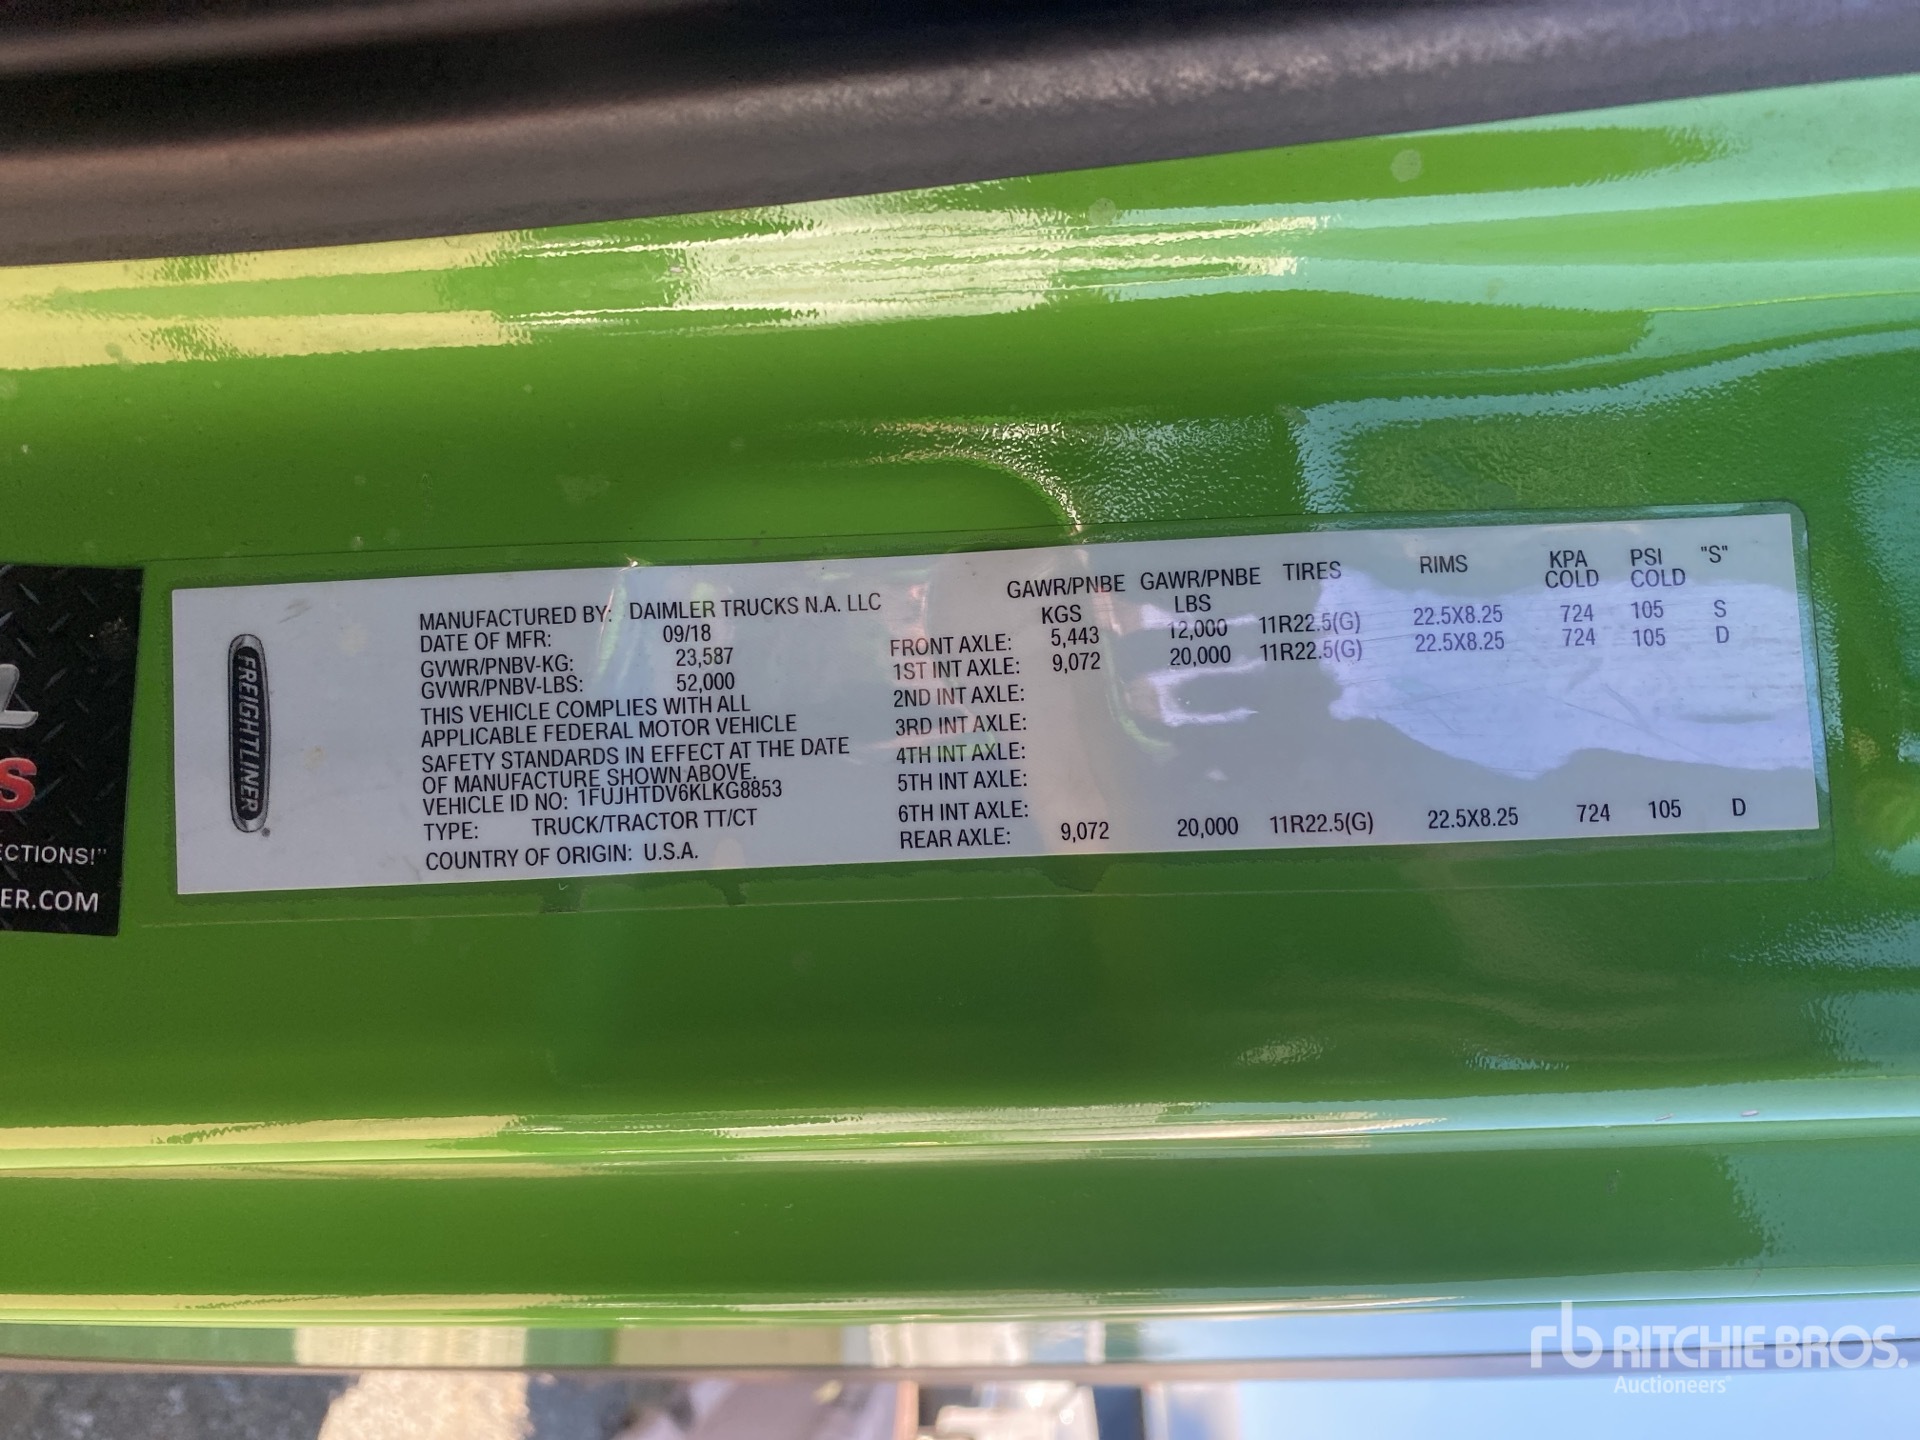 FREIGHTLINER
MANUFACTURED BY: DAIMLER TRUCKS N.A. LLC
DATE OF MFR: 09/18
GVWR/PNBV-KG: 23,587
GVWR/PNBV-LBS: 52,000
THIS VEHICLE COMPLIES WITH ALL
APPLICABLE FEDERAL MOTOR VEHICLE
SAFETY STANDARDS IN EFFECT AT THE DATE
OF MANUFACTURE SHOWN ABOVE.
VEHICLE ID NO: 1FUJHTDV6KLKG8853
TYPE: TRUCK/TRACTOR TT/CT
COUNTRY OF ORIGIN: U.S.A.
GAWR/PNBE GAWR/PNBE TIRES RIMS KPA PSI "S"
KGS LBS COLD COLD
FRONT AXLE: 5,443 12,000 11R22.5(G) 22.5X8.25 724 105 S
1ST INT AXLE: 9,072 20,000 11R22.5(G) 22.5X8.25 724 105 D
2ND INT AXLE:
3RD INT AXLE:
4TH INT AXLE:
5TH INT AXLE:
6TH INT AXLE:
REAR AXLE: 9,072 20,000 11R22.5(G) 22.5X8.25 724 105 D
S
ECTIONS!"
ER.COM
rb RITCHIE BROS.
Auctioneers